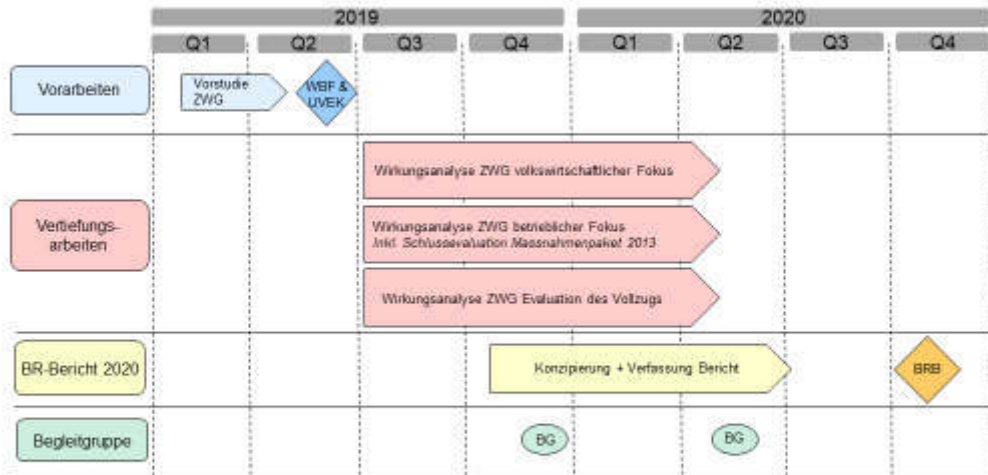 2019 2020
Q1 Q2 Q3 Q4 Q1 Q2 Q3 Q4
Vorarbeiten
Vorstudie
ZWG
WBF &
UVEK
Vertiefungs-
arbeiten
Wirkungsanalyse ZWG volkswirtschaftlicher Fokus
Wirkungsanalyse ZWG betrieblicher Fokus
Inkl. Schlussevaluation Massnahmenpaket 2013
Wirkungsanalyse ZWG Evaluation des Vollzugs
BR-Bericht 2020
Konzipierung + Verfassung Bericht
BRB
Begleitgruppe
BG
BG